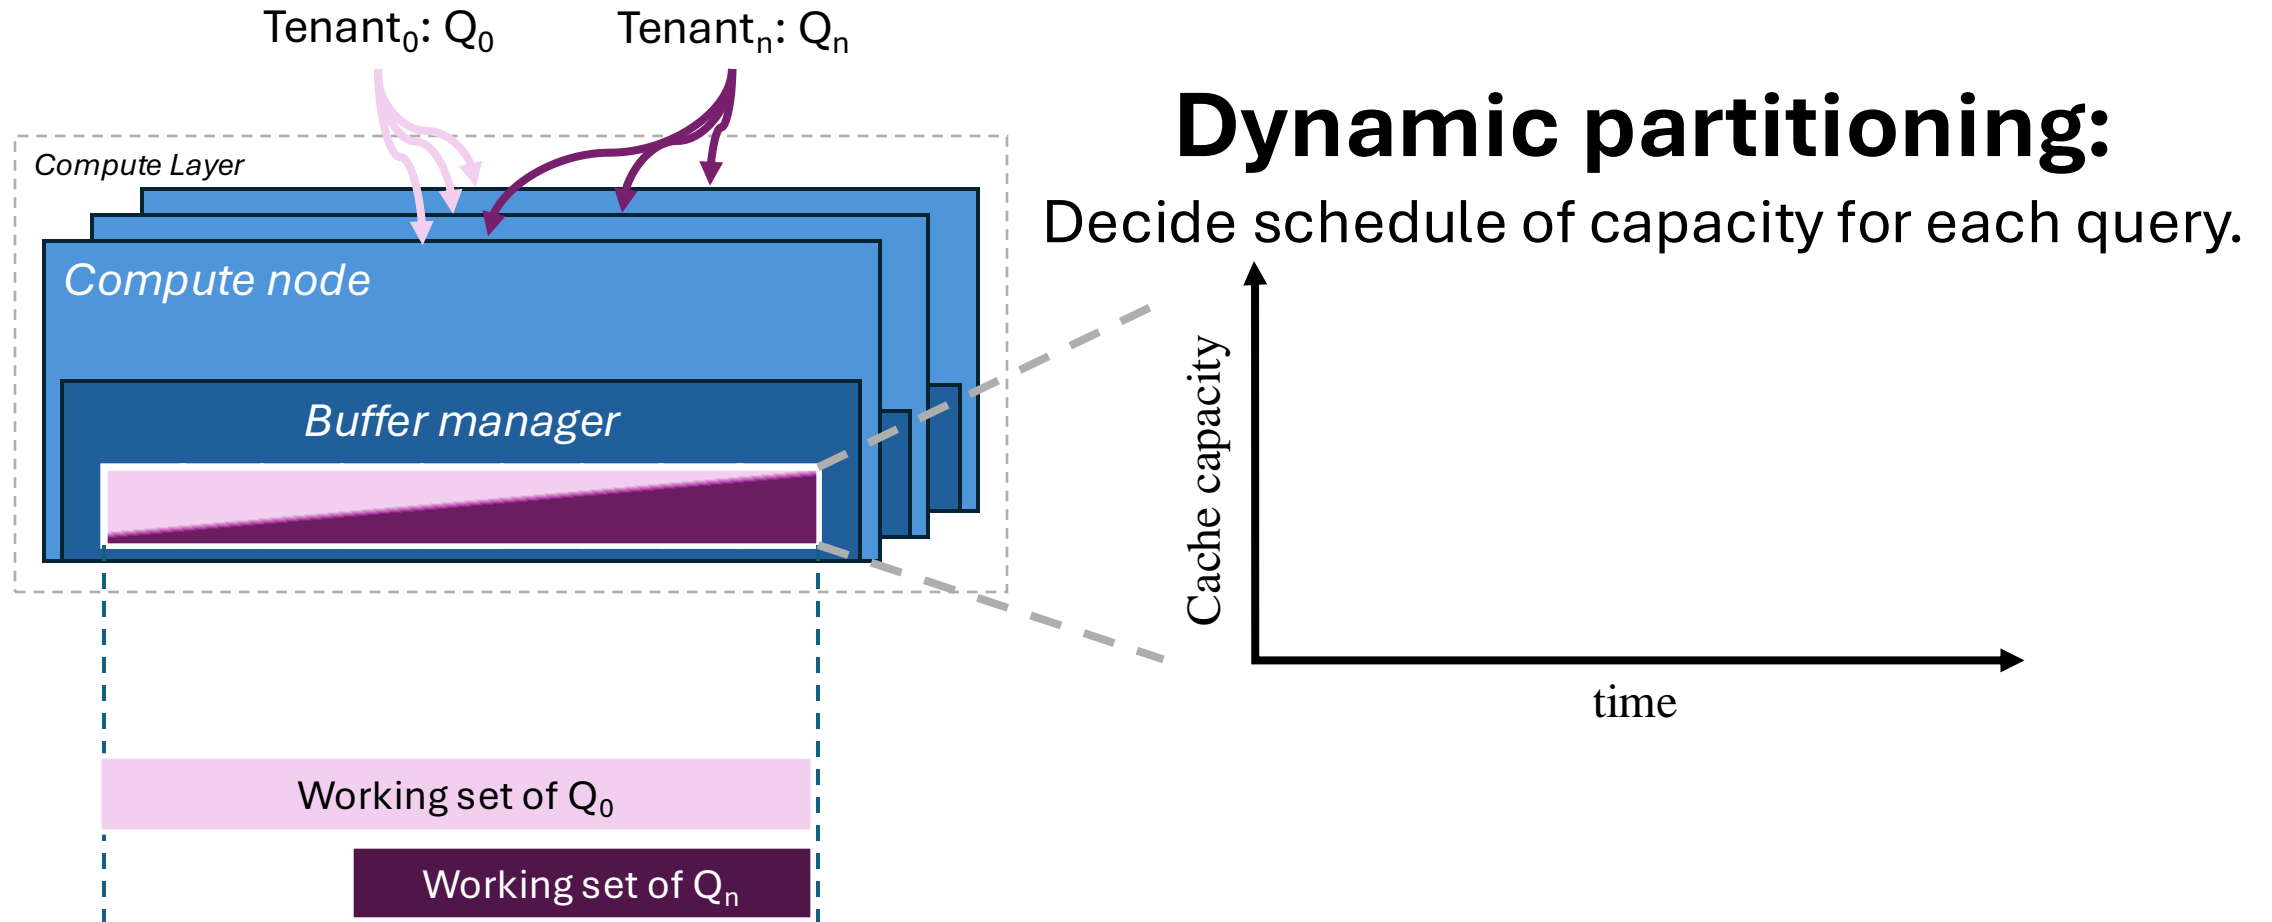 Tenant₀: Q₀
Tenantₙ: Qₙ
Compute Layer
Compute node
Buffer manager
Working set of Q₀
Working set of Qₙ
Dynamic partitioning:
Decide schedule of capacity for each query.
Cache capacity
time